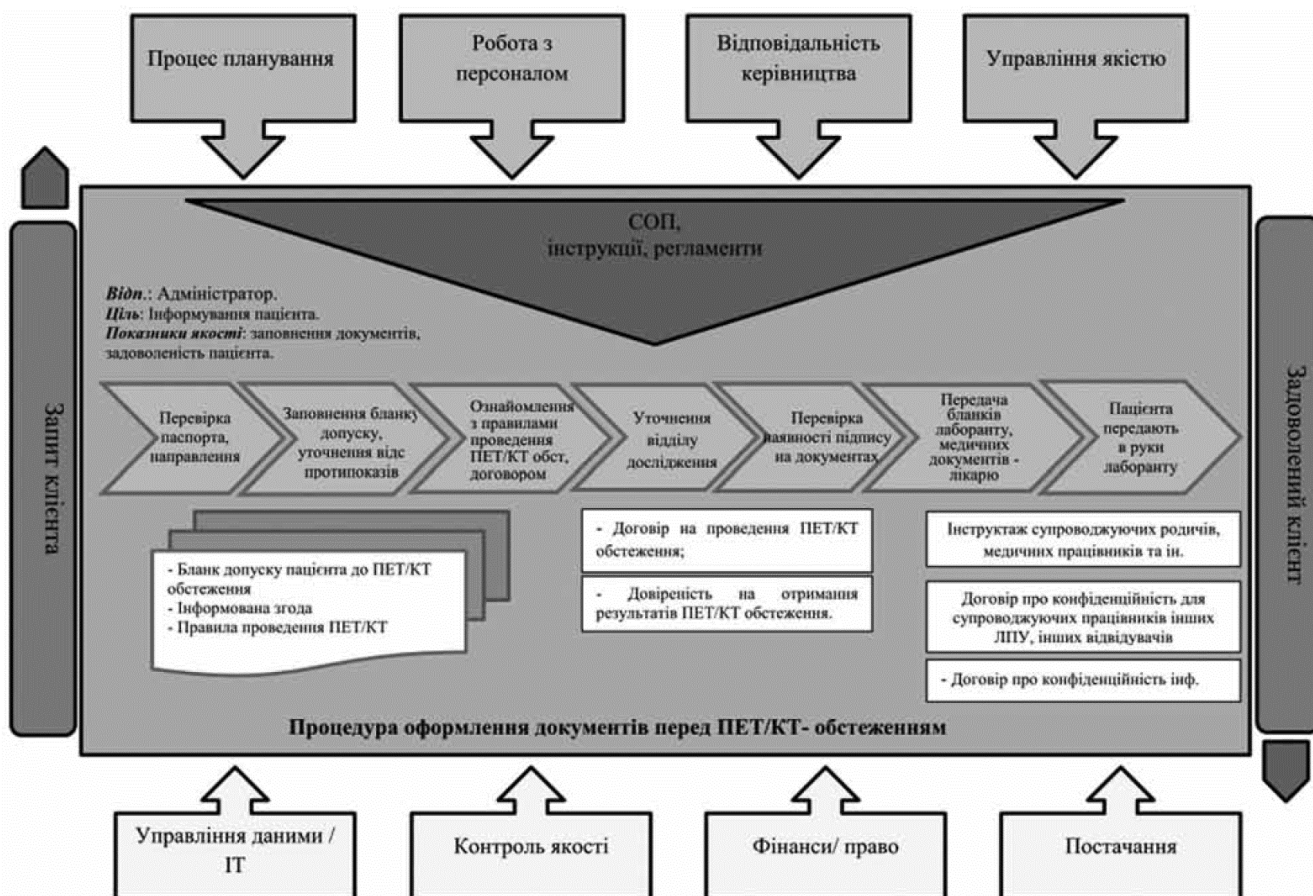 Процес планування
Робота з
персоналом
Відповідальність
керівництва
Управління якістю
СОП,
інструкції, регламенти
Відп.: Адміністратор.
Ціль: Інформування пацієнта.
Показники якості: заповнення документів,
задоволеність пацієнта.
Запит клієнта
Задоволений клієнт
Перевірка
паспорта,
направлення
Заповнення бланку
допуску,
уточнення відс
протипоказів
Ознайомлення
з правилами
проведення
ПЕТ/КТ обст,
договором
Уточнення
відділу
дослідження
Перевірка
наявності підпису
на документах
Передача
бланків
лаборанту,
медичних
документів -
лікарю
Пацієнта
передають
в руки
лаборанту
- Бланк допуску пацієнта до ПЕТ/КТ
обстеження
- Інформована згода
- Правила проведення ПЕТ/КТ
- Договір на проведення ПЕТ/КТ
обстеження;
- Довіреність на отримання
результатів ПЕТ/КТ обстеження.
Інструктаж супроводжуючих родичів,
медичних працівників та ін.
Договір про конфіденційність для
супроводжуючих працівників інших
ЛПУ, інших відвідувачів
- Договір про конфіденційність інф.
Процедура оформлення документів перед ПЕТ/КТ- обстеженням
Управління даними /
ІТ
Контроль якості
Фінанси/ право
Постачання